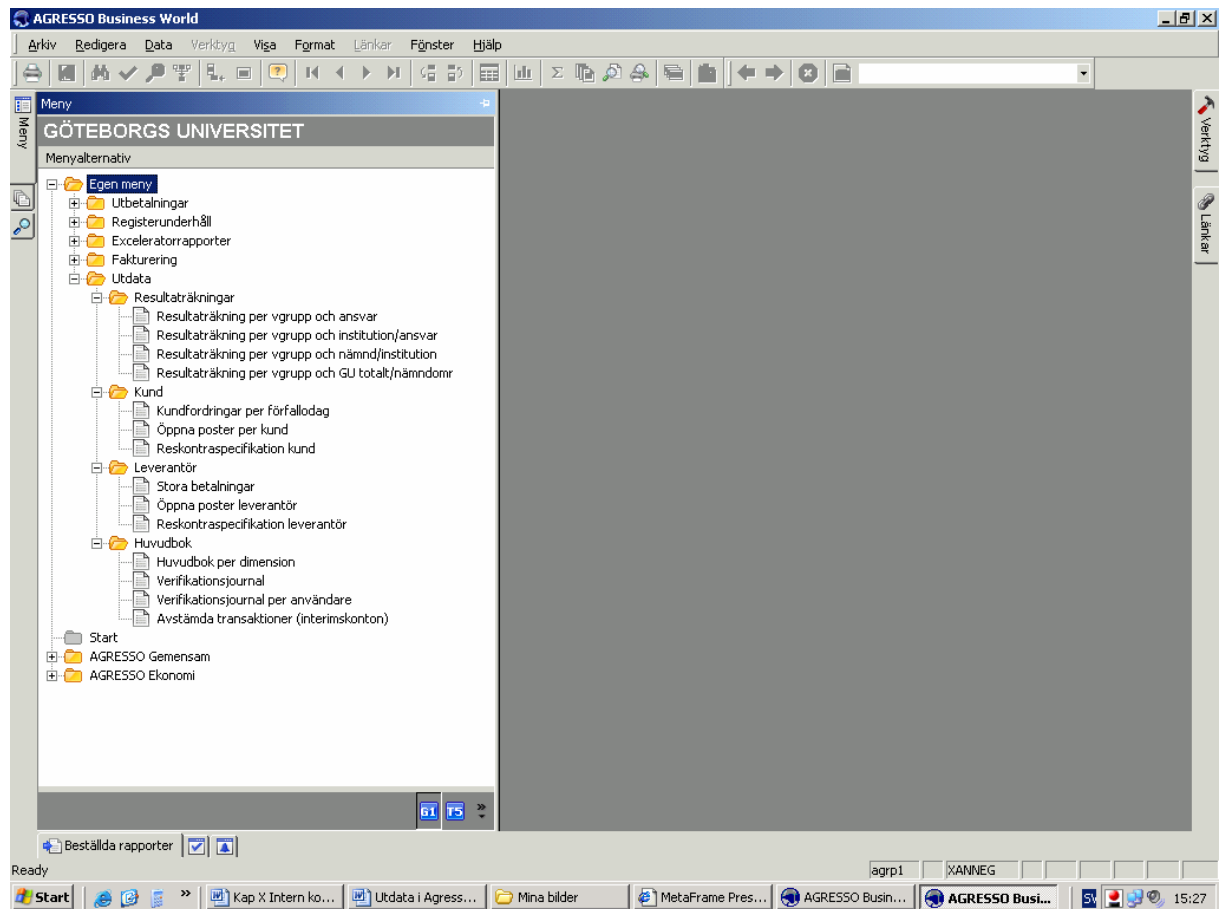 AGRESSO Business World
Arkiv Redigera Data Verktyg Visa Format Länkar Fönster Hjälp
Meny
Meny
GÖTEBORGS UNIVERSITET
Menyalternativ
Egen meny
Utbetalningar
Registerunderhåll
Exceleratorrapporter
Fakturering
Utdata
Resultaträkningar
Resultaträkning per vgrupp och ansvar
Resultaträkning per vgrupp och institution/ansvar
Resultaträkning per vgrupp och nämnd/institution
Resultaträkning per vgrupp och GU totalt/nämndomr
Kund
Kundfordringar per förfallodag
Öppna poster per kund
Reskontraspecifikation kund
Leverantör
Stora betalningar
Öppna poster leverantör
Reskontraspecifikation leverantör
Huvudbok
Huvudbok per dimension
Verifikationsjournal
Verifikationsjournal per användare
Avstämda transaktioner (interimskonton)
Start
AGRESSO Gemensam
AGRESSO Ekonomi
Verktyg
Länkar
G1 T5 »
Beställda rapporter
Ready agrp1 XANNEG
Start » Kap X Intern ko... Utdata i Agress... Mina bilder MetaFrame Pres... AGRESSO Busin... AGRESSO Busi... Sv 15:27